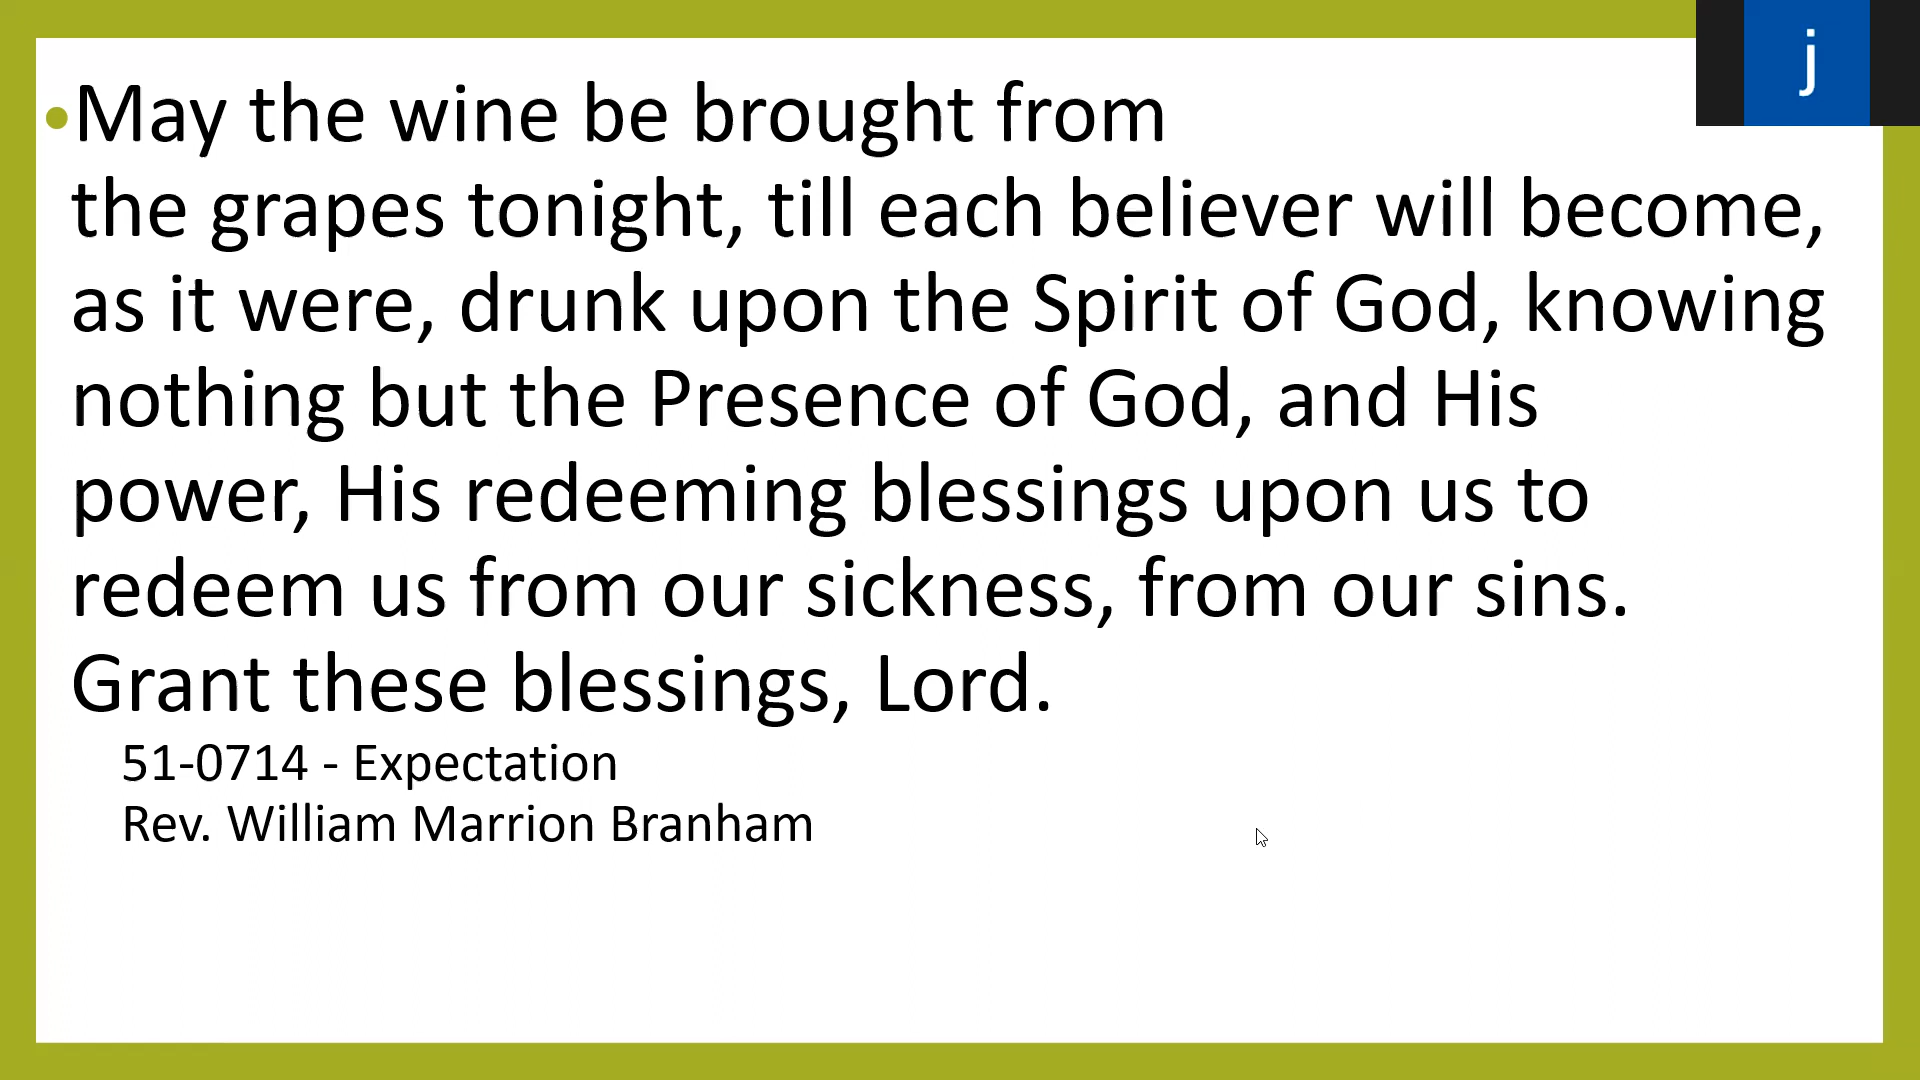 j
•May the wine be brought from
the grapes tonight, till each believer will become,
as it were, drunk upon the Spirit of God, knowing
nothing but the Presence of God, and His
power, His redeeming blessings upon us to
redeem us from our sickness, from our sins.
Grant these blessings, Lord.
51-0714 - Expectation
Rev. William Marrion Branham